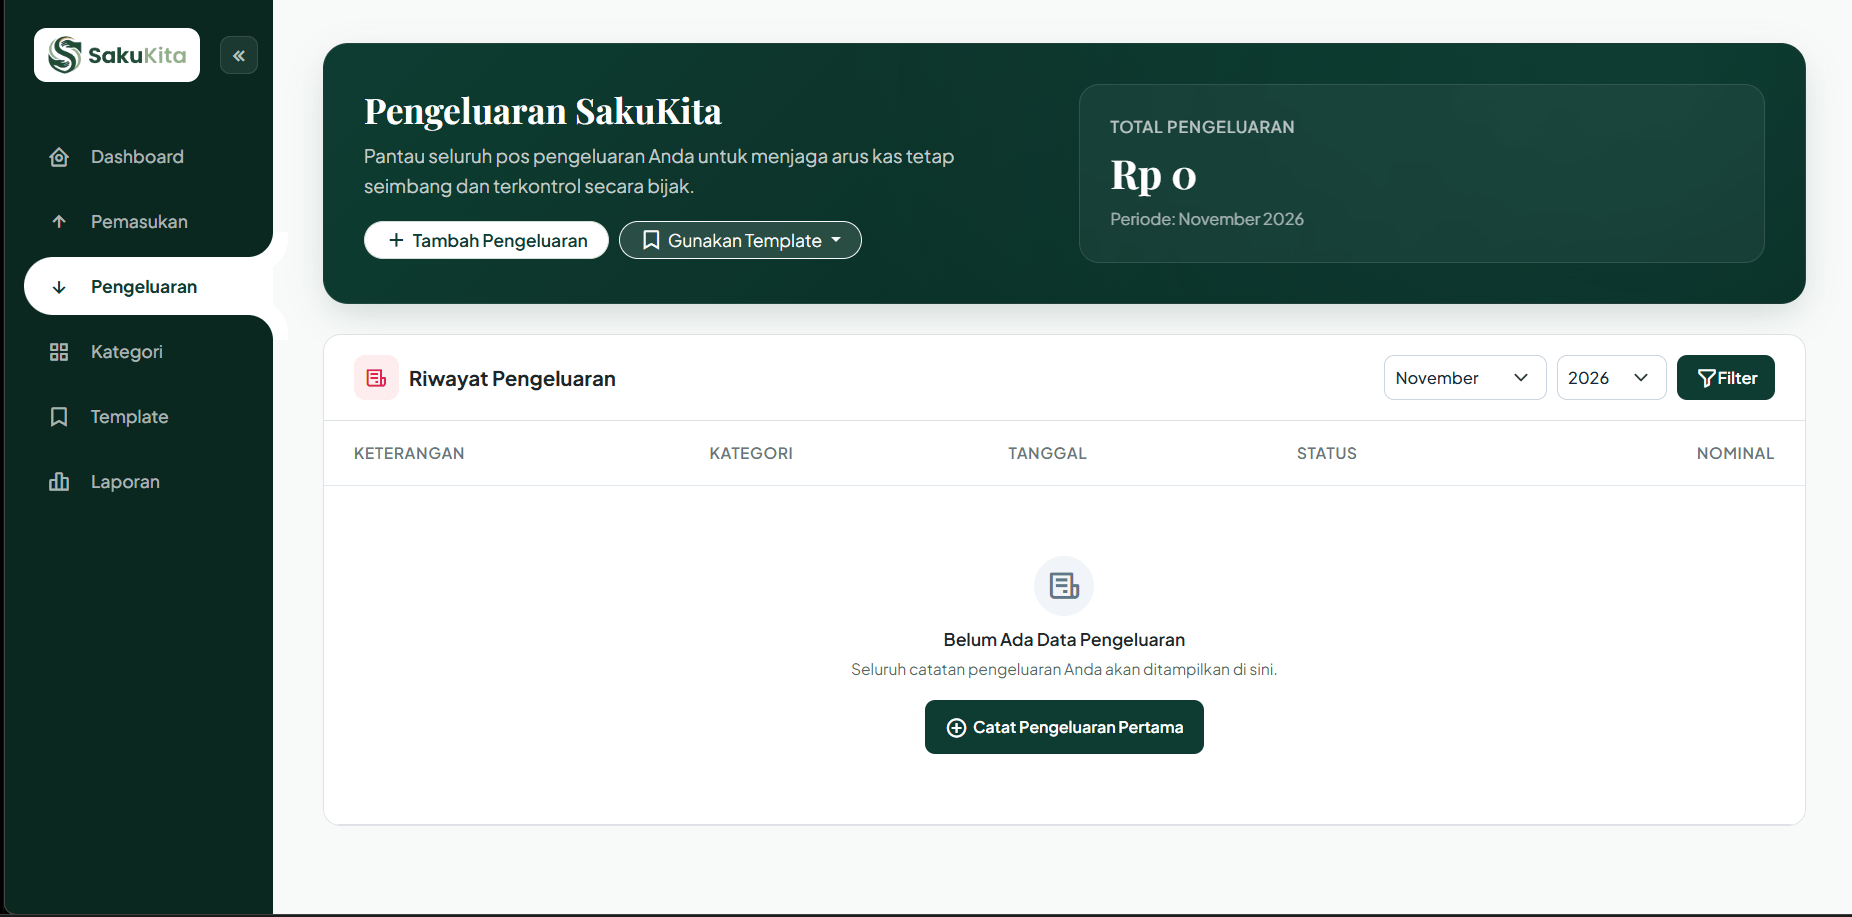 SakuKita
Dashboard
Pemasukan
Pengeluaran
Kategori
Template
Laporan
Pengeluaran SakuKita
Pantau seluruh pos pengeluaran Anda untuk menjaga arus kas tetap
seimbang dan terkontrol secara bijak.
+ Tambah Pengeluaran
Gunakan Template
TOTAL PENGELUARAN
Rp 0
Periode: November 2026
Riwayat Pengeluaran
November
2026
Filter
KETERANGAN KATEGORI TANGGAL STATUS NOMINAL
Belum Ada Data Pengeluaran
Seluruh catatan pengeluaran Anda akan ditampilkan di sini.
Catat Pengeluaran Pertama